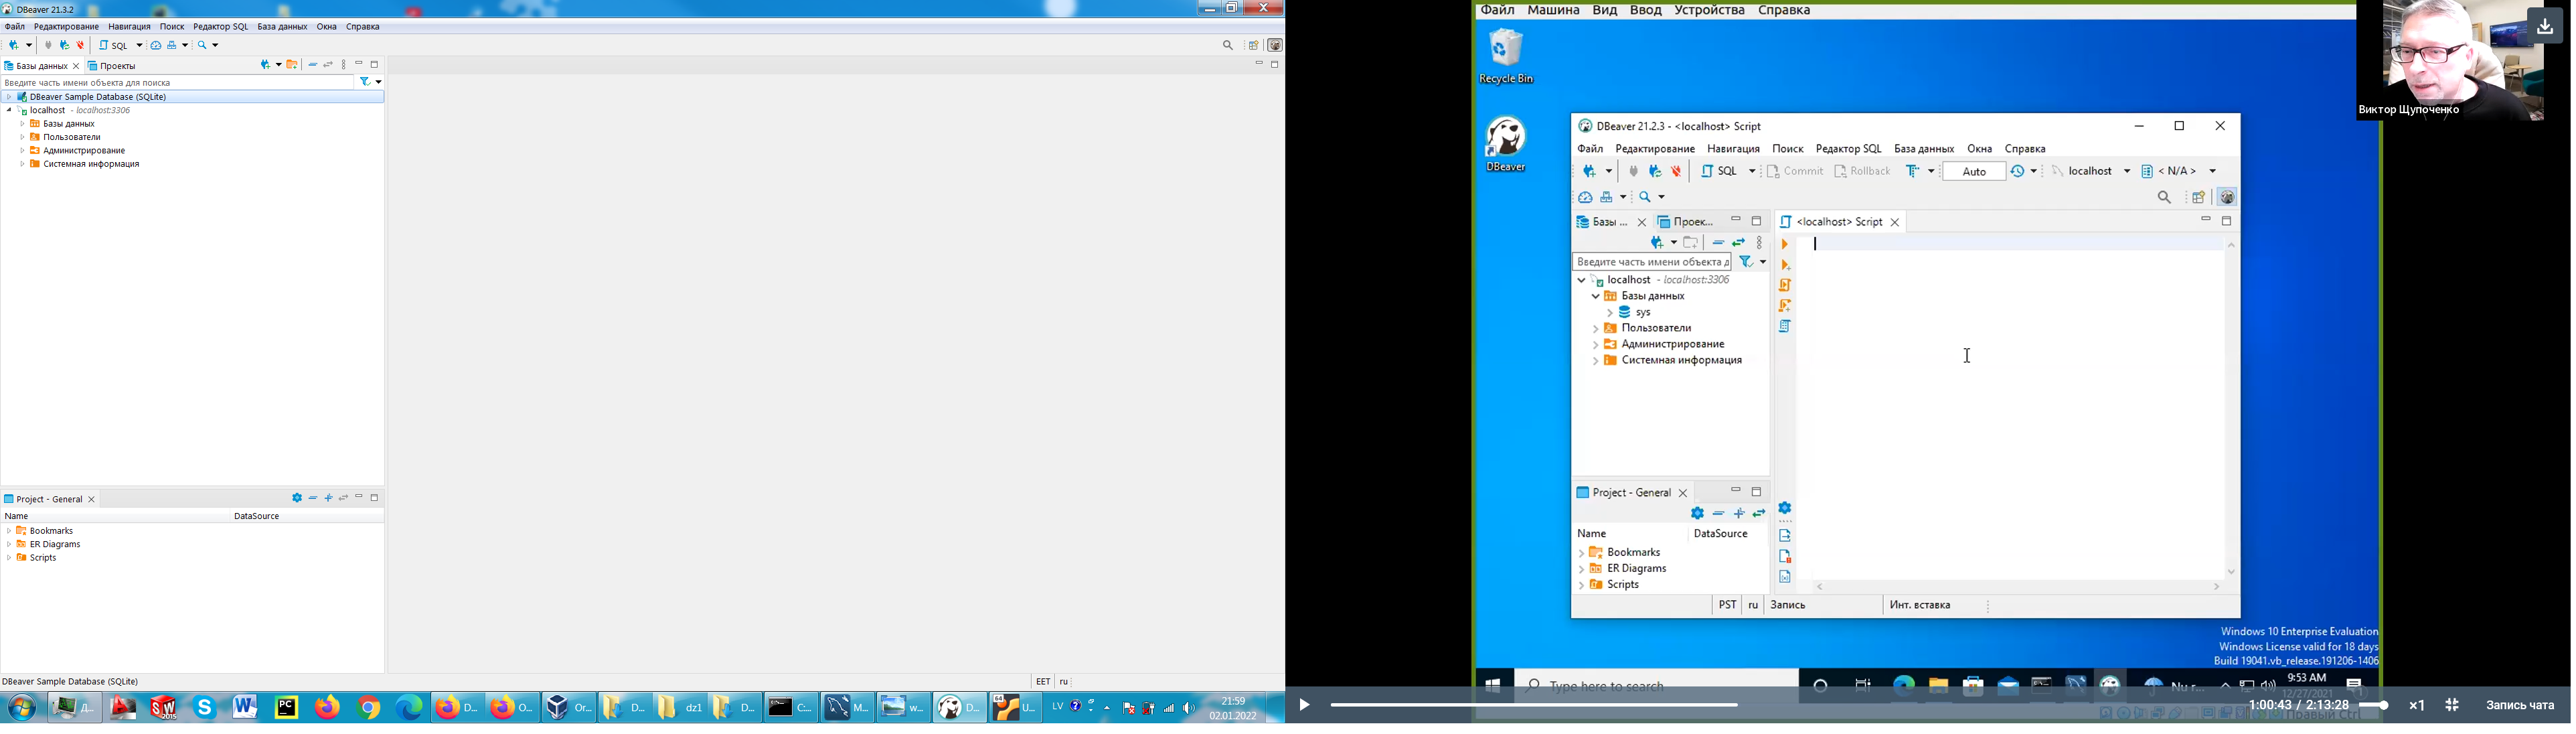 DBeaver 21.3.2
Файл Редактирование Навигация Поиск Редактор SQL База данных Окна Справка
SQL
Базы данных Проекты
Введите часть имени объекта для поиска
DBeaver Sample Database (SQLite)
localhost - localhost:3306
Базы данных
Пользователи
Администрирование
Системная информация
Project - General
Name DataSource
Bookmarks
ER Diagrams
Scripts
DBeaver Sample Database (SQLite)
EET ru
Д... SW 2015 S W PC D... O... Or... D... dz1 D... C:... M... w... D... 64 U... LV
21:59
02.01.2022
Файл Машина Вид Ввод Устройства Справка
Recycle Bin
DBeaver
Виктор Щупоченко
DBeaver 21.2.3 - <localhost> Script
Файл Редактирование Навигация Поиск Редактор SQL База данных Окна Справка
SQL Commit Rollback Auto localhost < N/A >
Базы ... Проек... <localhost> Script
Введите часть имени объекта д
localhost - localhost:3306
Базы данных
sys
Пользователи
Администрирование
Системная информация
Project - General
Name DataSource
Bookmarks
ER Diagrams
Scripts
PST ru Запись Инт. вставка
Windows 10 Enterprise Evaluation
Windows License valid for 18 days
Build 19041.vb_release.191206-1406
Type here to search
9:53 AM
12/27/2021
1:00:43 / 2:13:28 ×1 Запись чата
Правый Ctrl